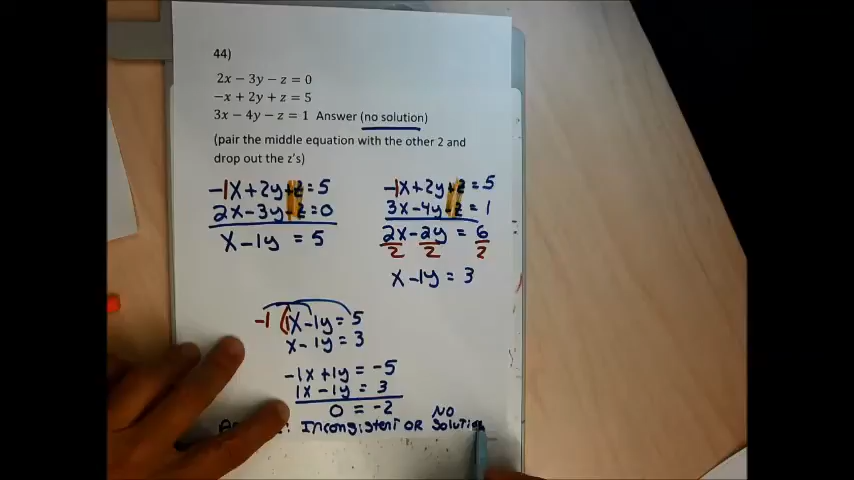 44)
2x − 3y − z = 0
−x + 2y + z = 5
3x − 4y − z = 1 Answer (no solution)
(pair the middle equation with the other 2 and
drop out the z's)
-1x+2y+z=5
2x-3y-z=0
x-1y=5
-1x+2y+z=5
3x-4y-z=1
2x-2y=6
2 2 2
x-1y=3
-1(1x-1y=5
x-1y=3
-1x+1y=-5
1x-1y=3
0=-2
: Inconsistent OR NO Solution